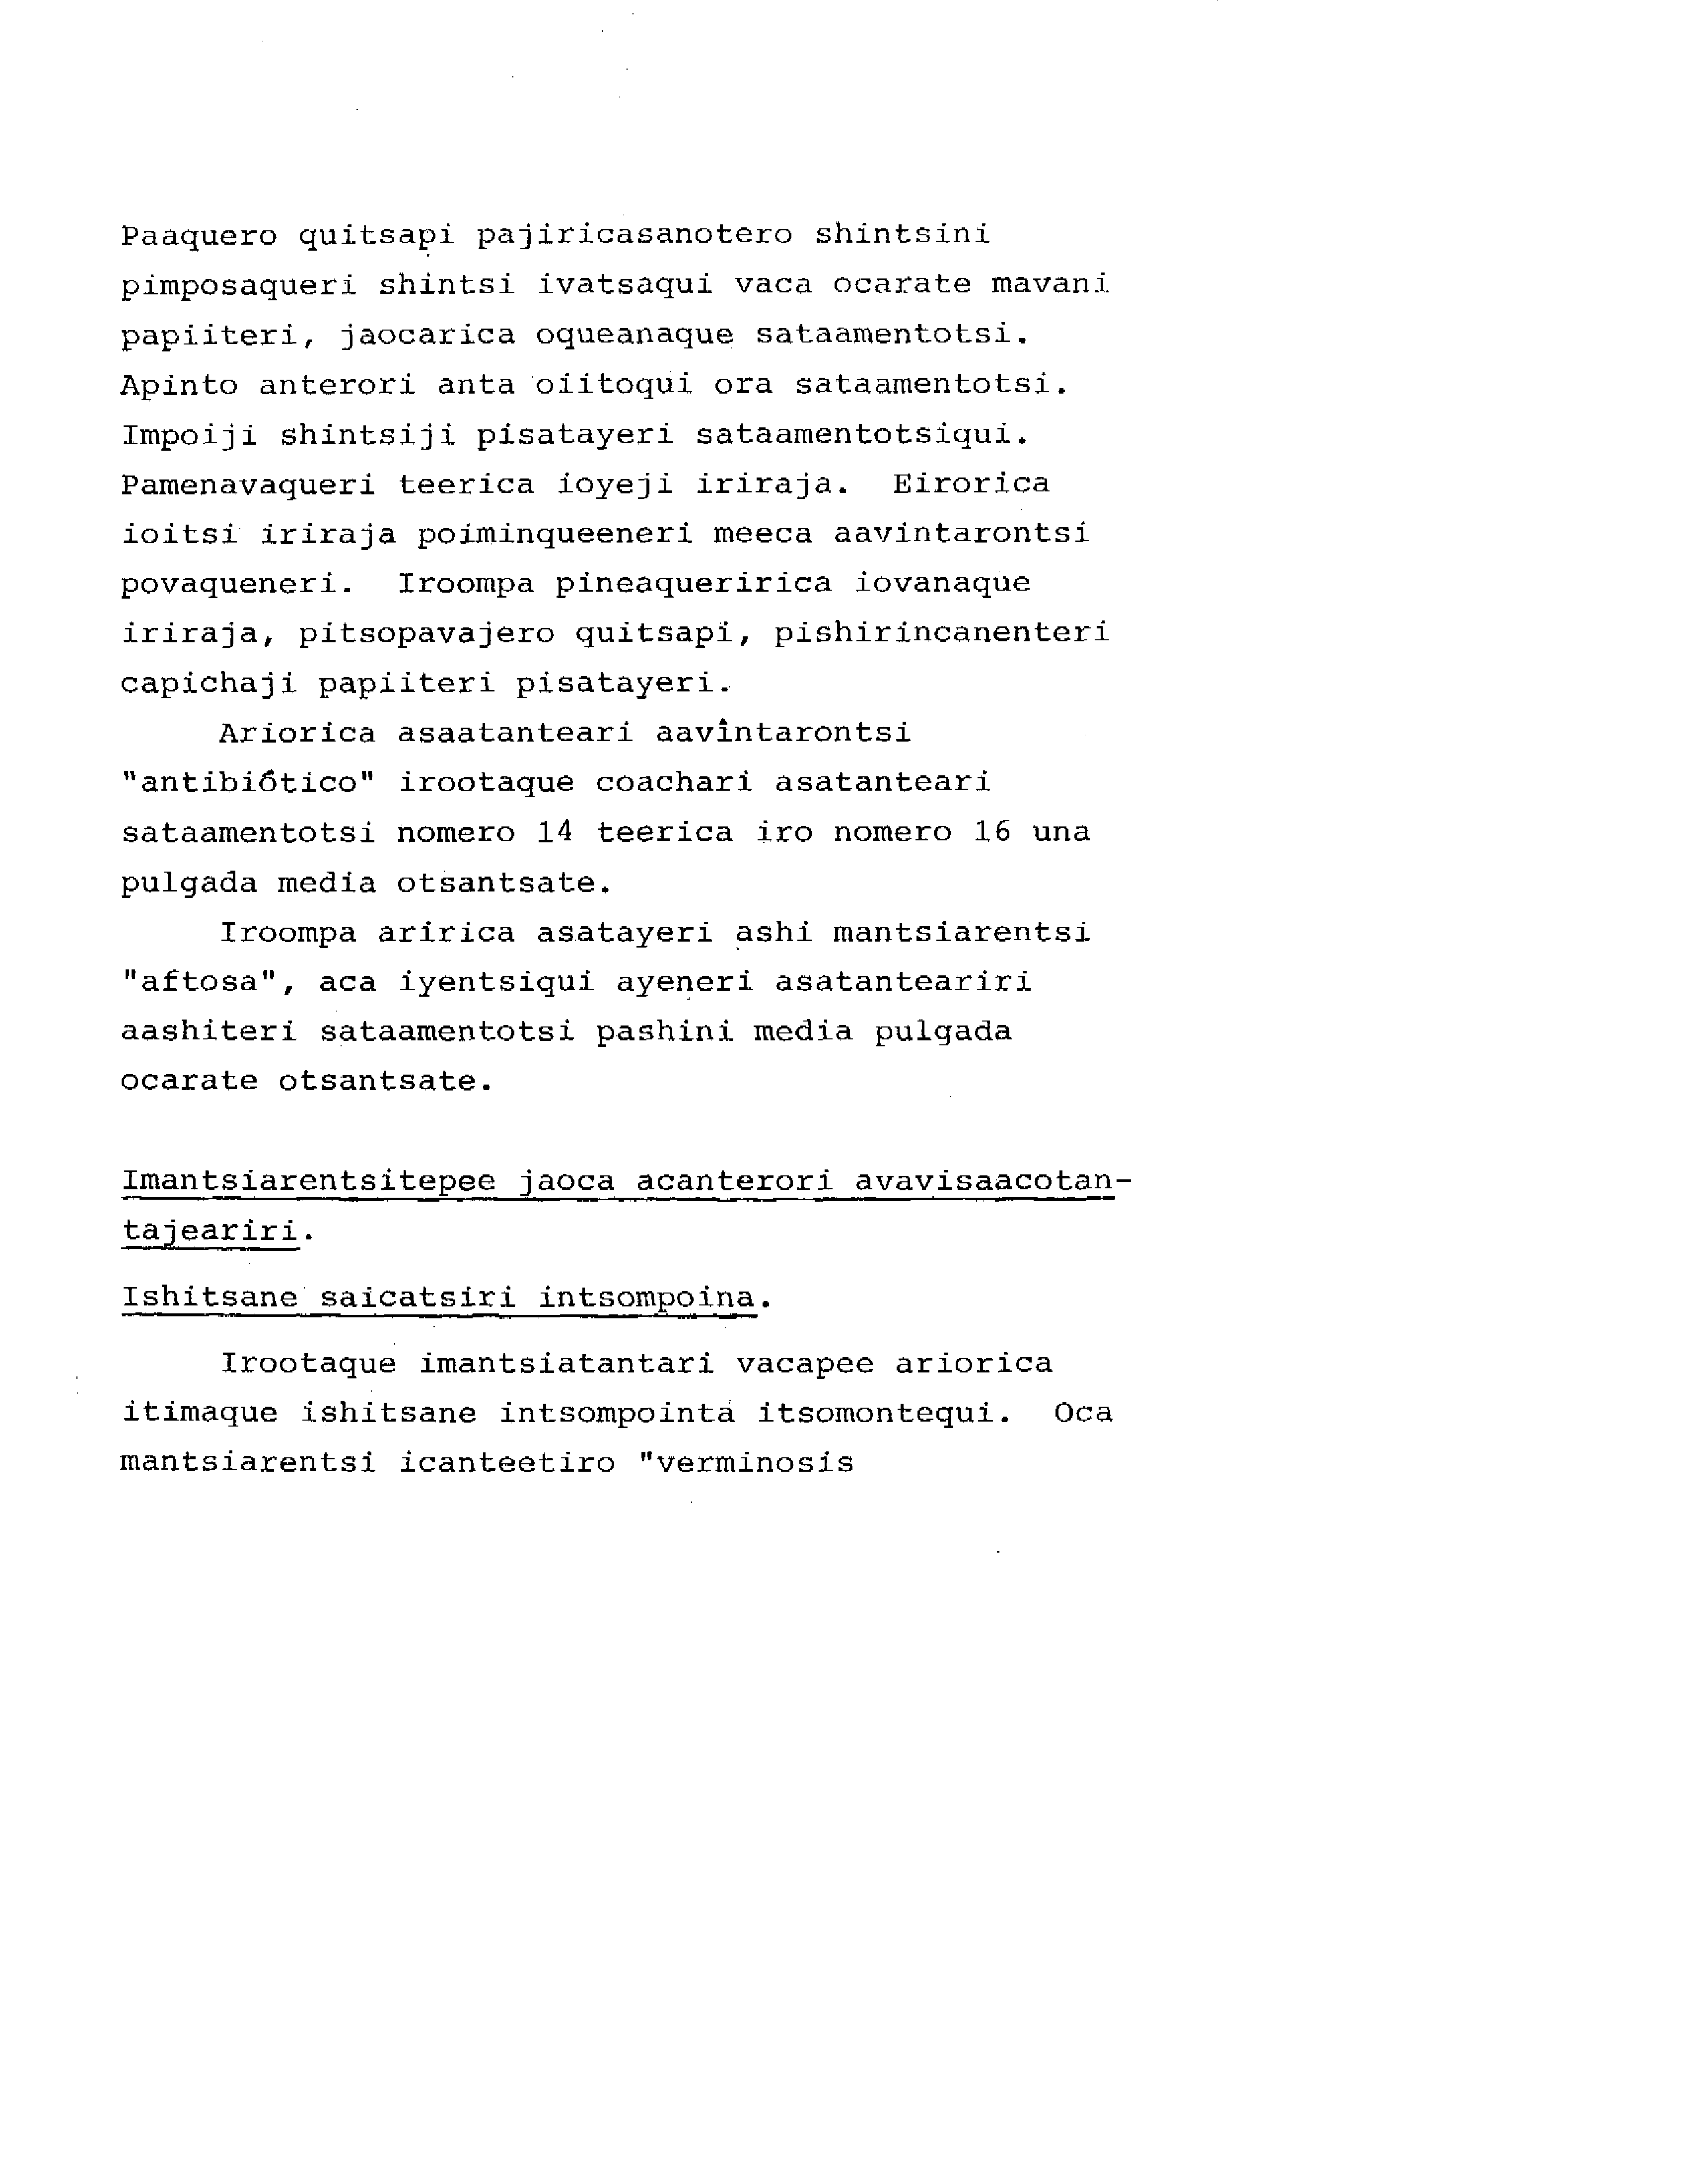 Paaquero quitsapi pajiricasanotero shintsini
pimposaqueri shintsi ivatsaqui vaca ocarate mavani
papiiteri, jaocarica oqueanaque sataamentotsi.
Apinto anterori anta oiitoqui ora sataamentotsi.
Impoiji shintsiji pisatayeri sataamentotsiqui.
Pamenavaqueri teerica ioyeji iriraja.  Eirorica
ioitsi iriraja poiminqueeneri meeca aavintarontsi
povaqueneri.  Iroompa pineaqueririca iovanaque
iriraja, pitsopavajero quitsapi, pishirincanenteri
capichaji papiiteri pisatayeri.
Ariorica asaatanteari aavintarontsi
"antibiótico" irootaque coachari asatanteari
sataamentotsi nomero 14 teerica iro nomero 16 una
pulgada media otsantsate.
Iroompa aririca asatayeri ashi mantsiarentsi
"aftosa", aca iyentsiqui ayeneri asatanteariri
aashiteri sataamentotsi pashini media pulgada
ocarate otsantsate.
Imantsiarentsitepee jaoca acanterori avavisaacotan-
tajeariri.
Ishitsane saicatsiri intsompoina.
Irootaque imantsiatantari vacapee ariorica
itimaque ishitsane intsompointa itsomontequi.  Oca
mantsiarentsi icanteetiro "verminosis